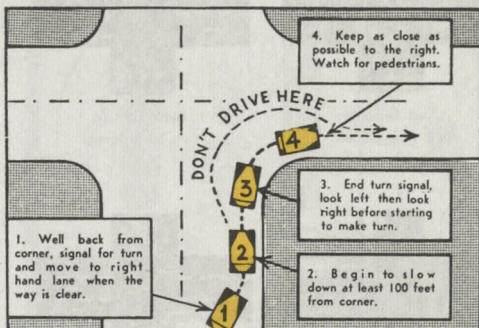 4. Keep as close as
possible to the right.
Watch for pedestrians.
DON'T DRIVE HERE
4
3
3. End turn signal,
look left then look
right before starting
to make turn.
1. Well back from
corner, signal for turn
and move to right
hand lane when the
way is clear.
2
2. Begin to slow
down at least 100 feet
from corner.
1